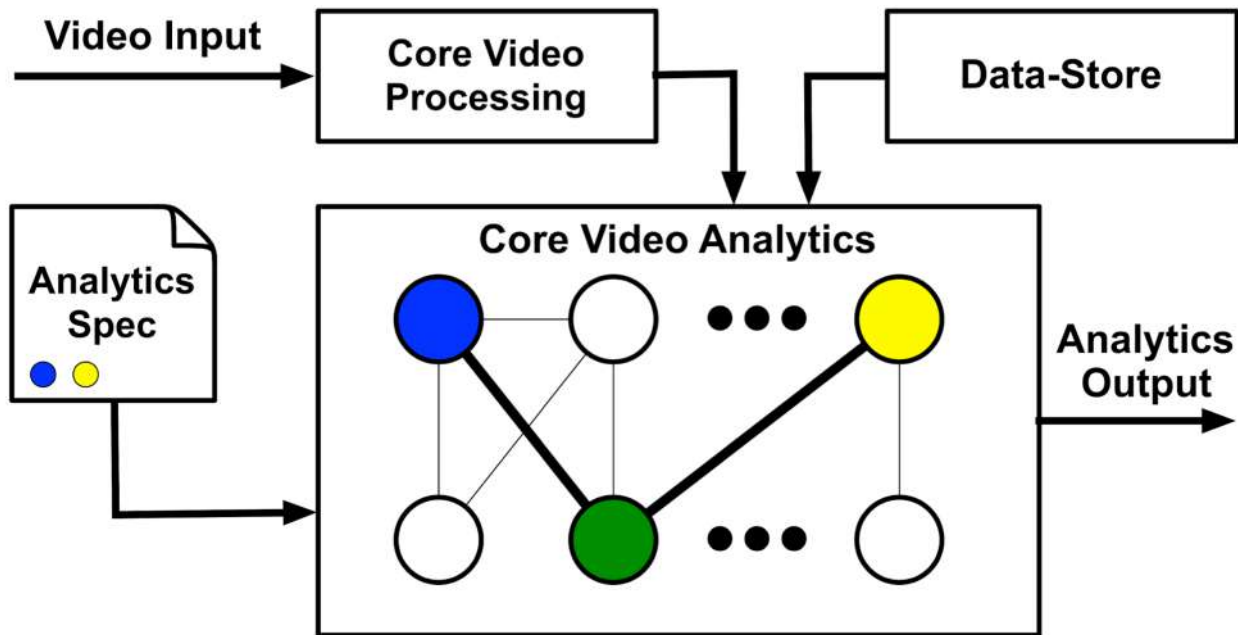 Video Input
Core Video
Processing
Data-Store
Analytics
Spec
Core Video Analytics
Analytics
Output